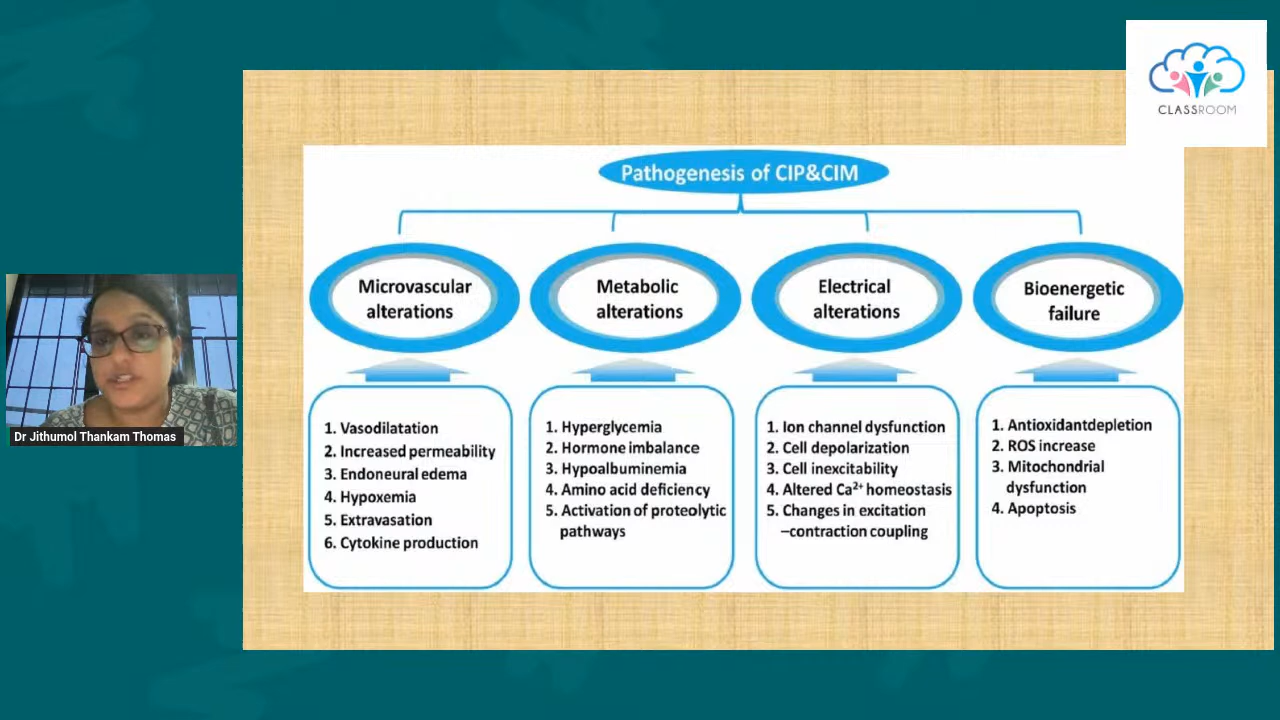 CLASSROOM
Pathogenesis of CIP&CIM
Microvascular
alterations
Metabolic
alterations
Electrical
alterations
Bioenergetic
failure
1. Vasodilatation
2. Increased permeability
3. Endoneural edema
4. Hypoxemia
5. Extravasation
6. Cytokine production
1. Hyperglycemia
2. Hormone imbalance
3. Hypoalbuminemia
4. Amino acid deficiency
5. Activation of proteolytic
pathways
1. Ion channel dysfunction
2. Cell depolarization
3. Cell inexcitability
4. Altered Ca²⁺ homeostasis
5. Changes in excitation
–contraction coupling
1. Antioxidantdepletion
2. ROS increase
3. Mitochondrial
dysfunction
4. Apoptosis
Dr Jithumol Thankam Thomas